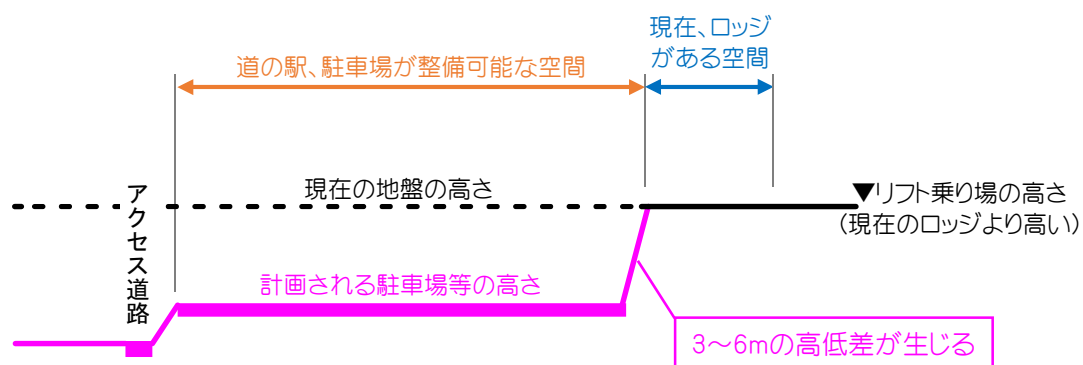 現在、ロッジ
がある空間
道の駅、駐車場が整備可能な空間
現在の地盤の高さ
▼リフト乗り場の高さ
(現在のロッジより高い)
アクセス道路
計画される駐車場等の高さ
3～6mの高低差が生じる